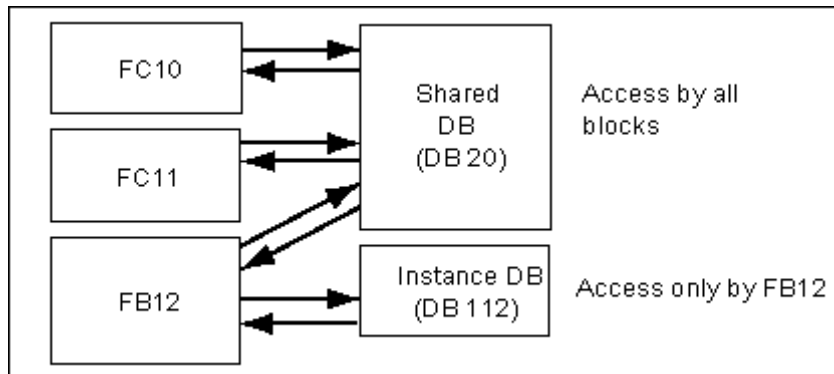 FC10
FC11
FB12
Shared
DB
(DB 20)
Access by all
blocks
Instance DB
(DB 112)
Access only by FB12